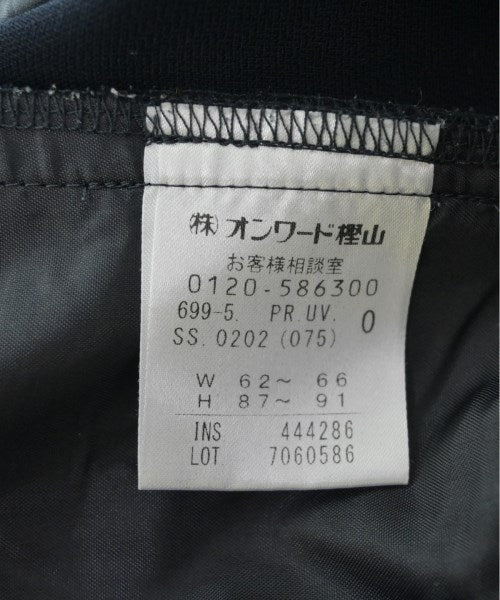 (株)オンワード樫山
お客様相談室
0120-586300
699-5. PR.UV. 0
SS.0202(075)
W 62～ 66
H 87～ 91
INS 444286
LOT 7060586